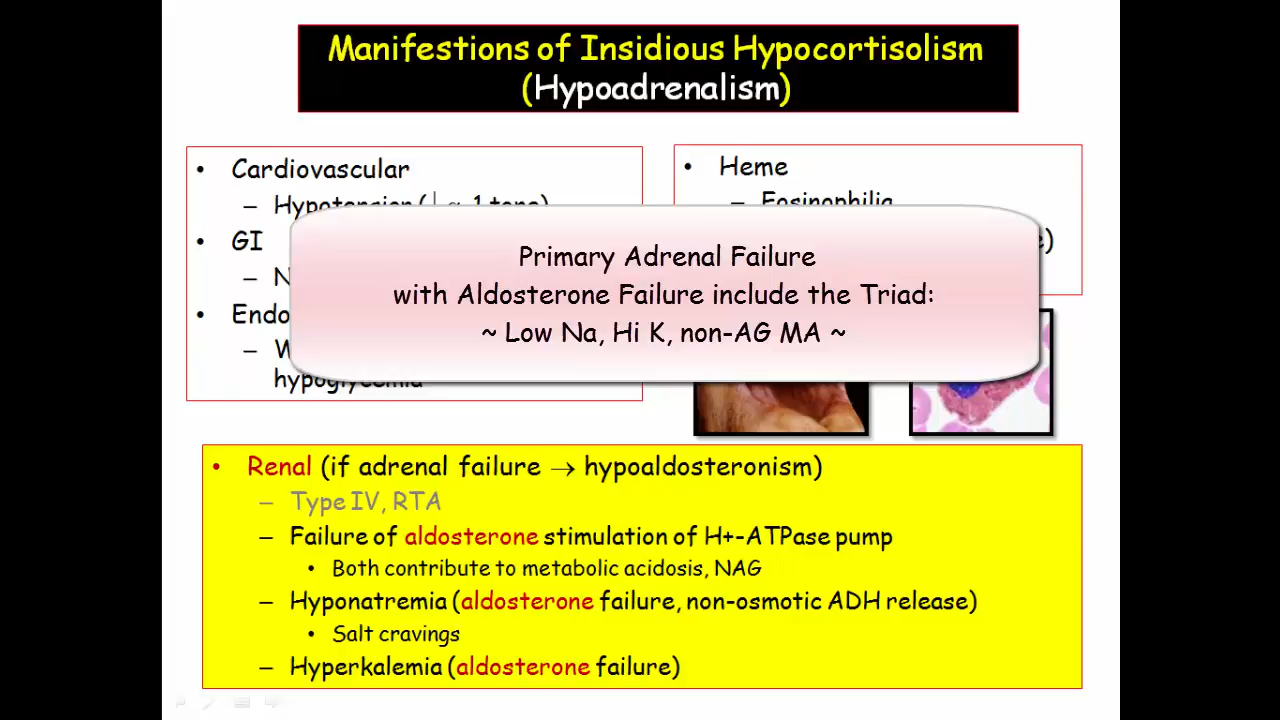 Manifestions of Insidious Hypocortisolism
(Hypoadrenalism)
• Cardiovascular
• GI
• Heme
– Eosinophilia
Primary Adrenal Failure
with Aldosterone Failure include the Triad:
~ Low Na, Hi K, non-AG MA ~
hypoglycemia
• Renal (if adrenal failure → hypoaldosteronism)
– Type IV, RTA
– Failure of aldosterone stimulation of H+-ATPase pump
• Both contribute to metabolic acidosis, NAG
– Hyponatremia (aldosterone failure, non-osmotic ADH release)
• Salt cravings
– Hyperkalemia (aldosterone failure)